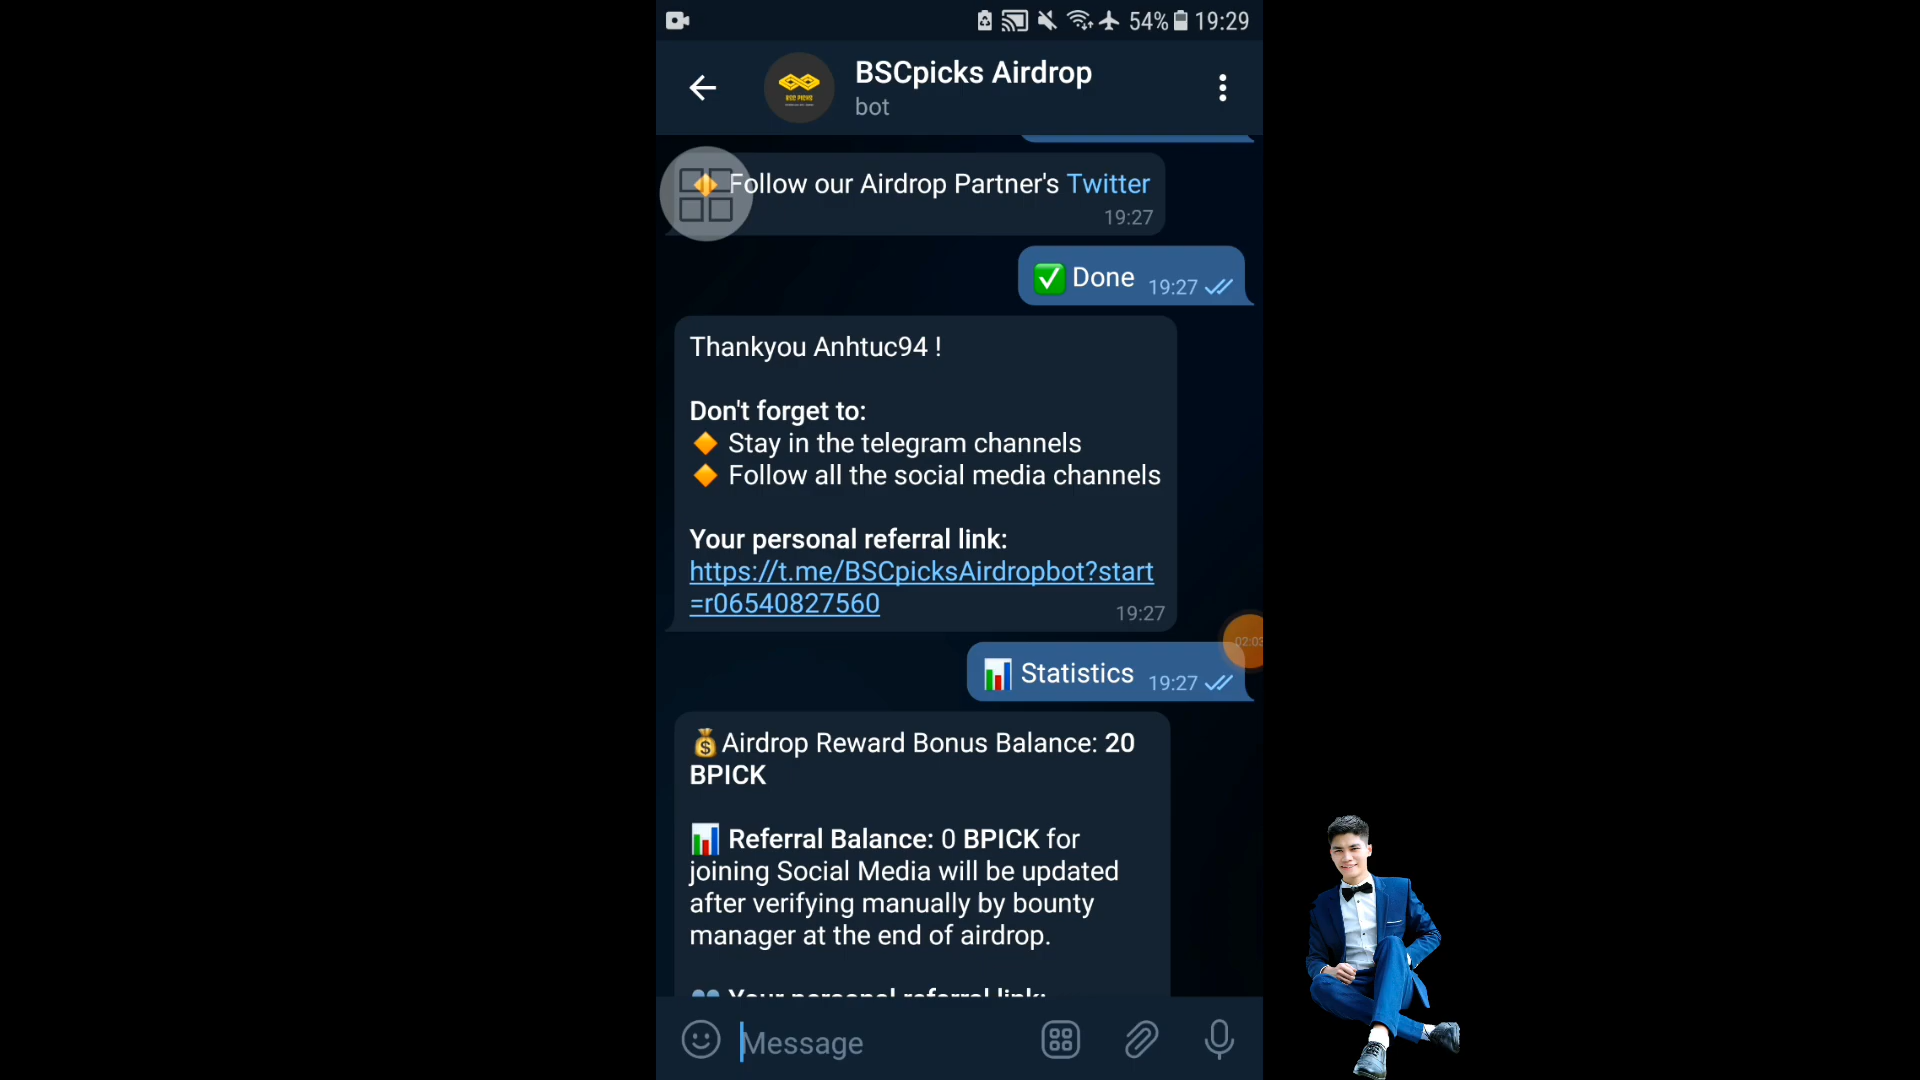 54% 19:29
BSCpicks Airdrop
BSC PICKS
bot
🔶 Follow our Airdrop Partner's Twitter
19:27
✅ Done 19:27
Thankyou Anhtuc94 !
Don't forget to:
🔶 Stay in the telegram channels
🔶 Follow all the social media channels
Your personal referral link:
https://t.me/BSCpicksAirdropbot?start
=r06540827560 19:27
02:03
📊 Statistics 19:27
💰Airdrop Reward Bonus Balance: 20
BPICK
📊 Referral Balance: 0 BPICK for
joining Social Media will be updated
after verifying manually by bounty
manager at the end of airdrop.
👥 Your personal referral link:
Message